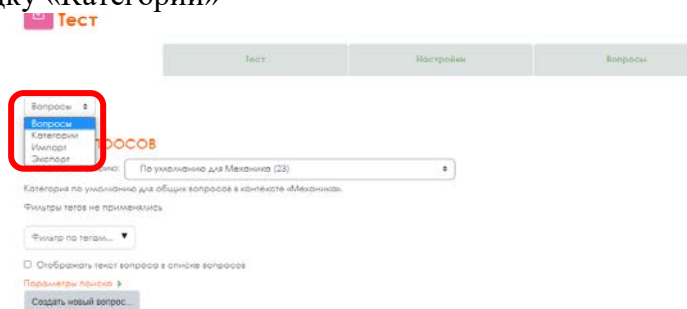 ку «Категории»
Тест
Тест Настройки Вопросы
Вопросы
Вопросы
Категории
Импорт
Экспорт
По умолчанию для Механика (23)
Категория по умолчанию для общих вопросов в контексте «Механика».
Фильтры тегов не применялись
Фильтр по тегам... ▼
Отображать текст вопроса в списке вопросов
Параметры поиска
Создать новый вопрос...